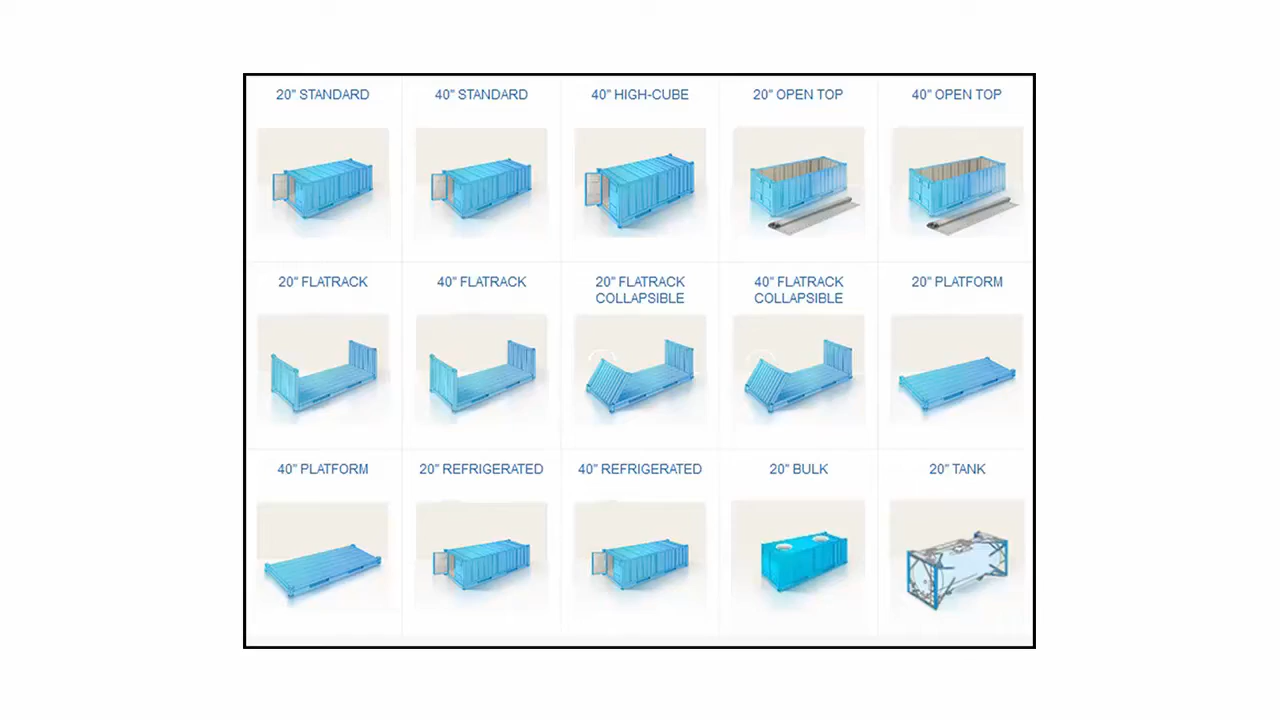 20" STANDARD
40" STANDARD
40" HIGH-CUBE
20" OPEN TOP
40" OPEN TOP
20" FLATRACK
40" FLATRACK
20" FLATRACK
COLLAPSIBLE
40" FLATRACK
COLLAPSIBLE
20" PLATFORM
40" PLATFORM
20" REFRIGERATED
40" REFRIGERATED
20" BULK
20" TANK